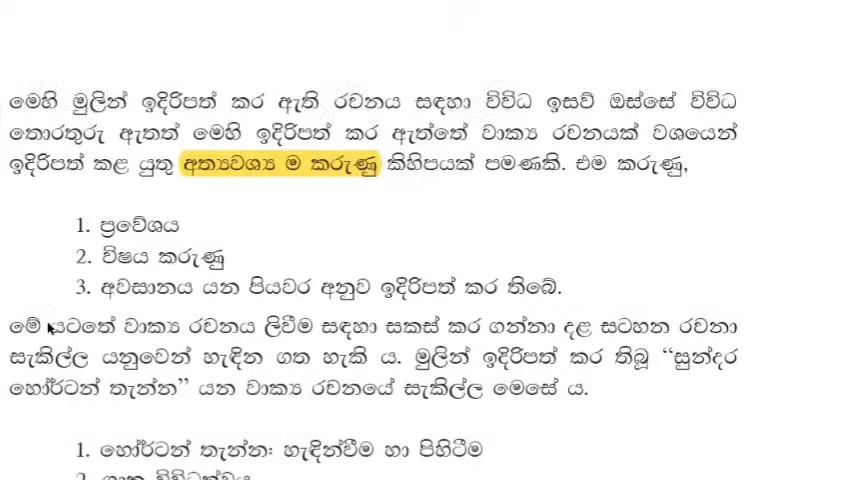 මෙහි මුලින් ඉදිරිපත් කර ඇති රචනය සඳහා විවිධ ඉසව් ඔස්සේ විවිධ
තොරතුරු ඇතත් මෙහි ඉදිරිපත් කර ඇත්තේ වාක්‍ය රචනයක් වශයෙන්
ඉදිරිපත් කළ යුතු අත්‍යවශ්‍ය ම කරුණු කිහිපයක් පමණකි. එම කරුණු,
1. ප්‍රවේශය
2. විෂය කරුණු
3. අවසානය යන පියවර අනුව ඉදිරිපත් කර තිබේ.
මේ යටතේ වාක්‍ය රචනය ලිවීම සඳහා සකස් කර ගන්නා දළ සටහන රචනා
සැකිල්ල යනුවෙන් හැඳින ගත හැකි ය. මුලින් ඉදිරිපත් කර තිබූ “සුන්දර
හෝර්ටන් තැන්න” යන වාක්‍ය රචනයේ සැකිල්ල මෙසේ ය.
1. හෝර්ටන් තැන්න: හැඳින්වීම හා පිහිටීම